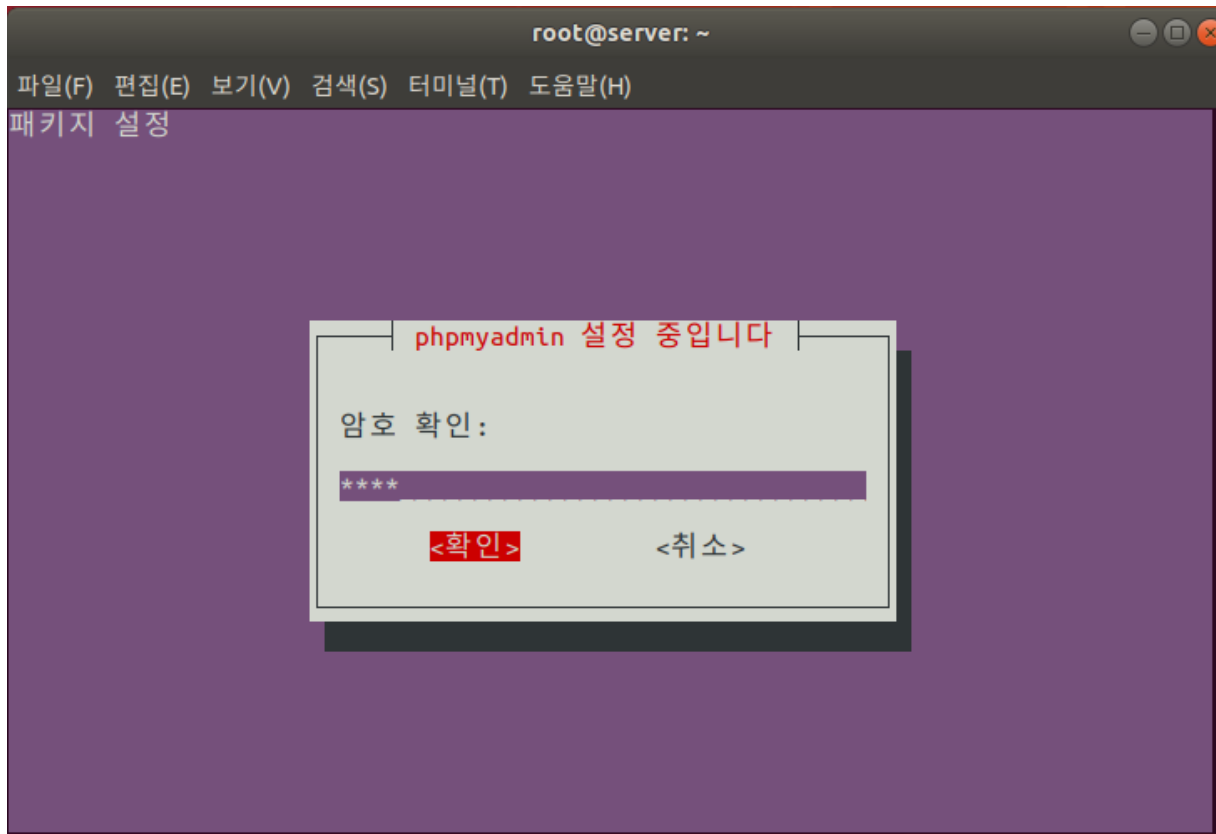 root@server: ~
파일(F) 편집(E) 보기(V) 검색(S) 터미널(T) 도움말(H)
패키지 설정
phpmyadmin 설정 중입니다
암호 확인:
****
<확인> <취소>